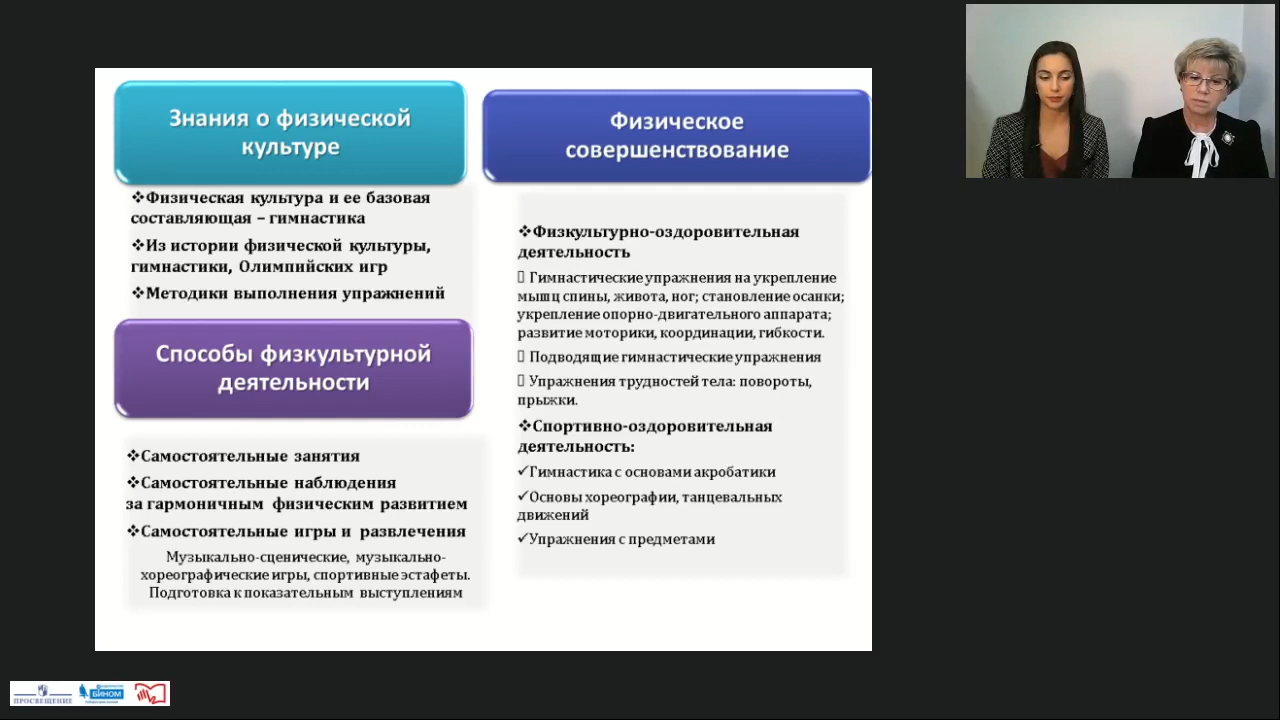 Знания о физической
культуре
❖Физическая культура и ее базовая
составляющая – гимнастика
❖Из истории физической культуры,
гимнастики, Олимпийских игр
❖Методики выполнения упражнений
Способы физкультурной
деятельности
❖Самостоятельные занятия
❖Самостоятельные наблюдения
за гармоничным физическим развитием
❖Самостоятельные игры и развлечения
Музыкально-сценические, музыкально-
хореографические игры, спортивные эстафеты.
Подготовка к показательным выступлениям
Физическое
совершенствование
❖Физкультурно-оздоровительная
деятельность
▯ Гимнастические упражнения на укрепление
мышц спины, живота, ног; становление осанки;
укрепление опорно-двигательного аппарата;
развитие моторики, координации, гибкости.
▯ Подводящие гимнастические упражнения
▯ Упражнения трудностей тела: повороты,
прыжки.
❖Спортивно-оздоровительная
деятельность:
✓Гимнастика с основами акробатики
✓Основы хореографии, танцевальных
движений
✓Упражнения с предметами
ПРОСВЕЩЕНИЕ
БИНОМ